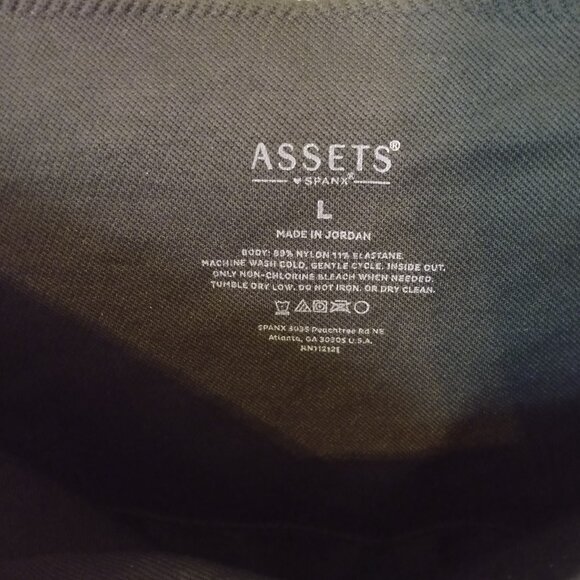 ASSETS®
♥SPANX®
L
MADE IN JORDAN
BODY: 89% NYLON 11% ELASTANE.
MACHINE WASH COLD, GENTLE CYCLE. INSIDE OUT.
ONLY NON-CHLORINE BLEACH WHEN NEEDED.
TUMBLE DRY LOW. DO NOT IRON. OR DRY CLEAN.
SPANX 3035 Peachtree Rd NE
Atlanta, GA 30305 U.S.A.